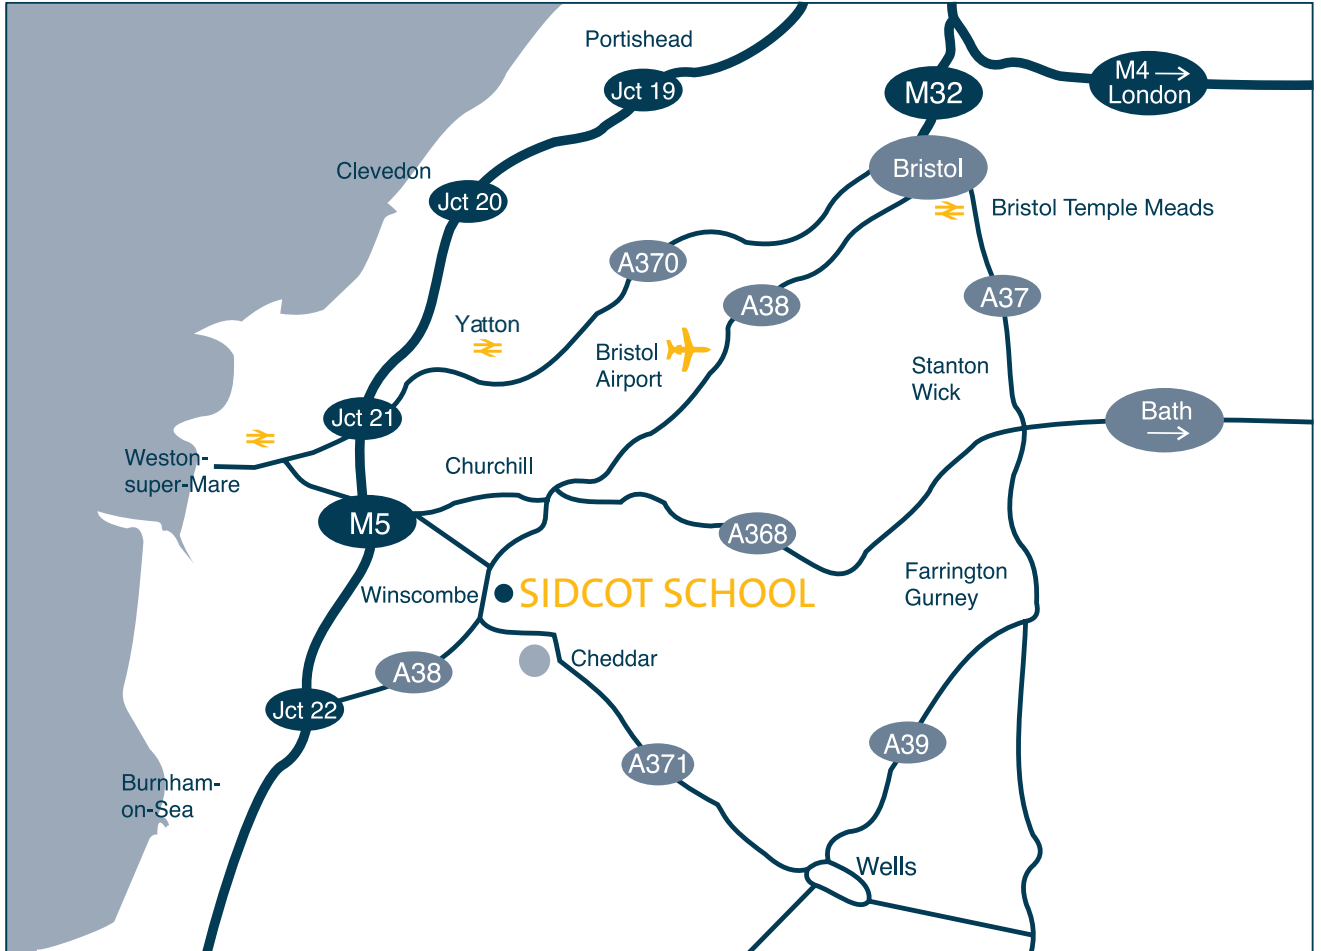 Portishead
Jct 19
M32
M4
London
Clevedon
Jct 20
Bristol
Bristol Temple Meads
A370
A38
A37
Yatton
Bristol
Airport
Stanton
Wick
Jct 21
Bath
Weston-
super-Mare
Churchill
M5
A368
Winscombe
SIDCOT SCHOOL
Farrington
Gurney
Cheddar
A38
Jct 22
A39
A371
Burnham-
on-Sea
Wells